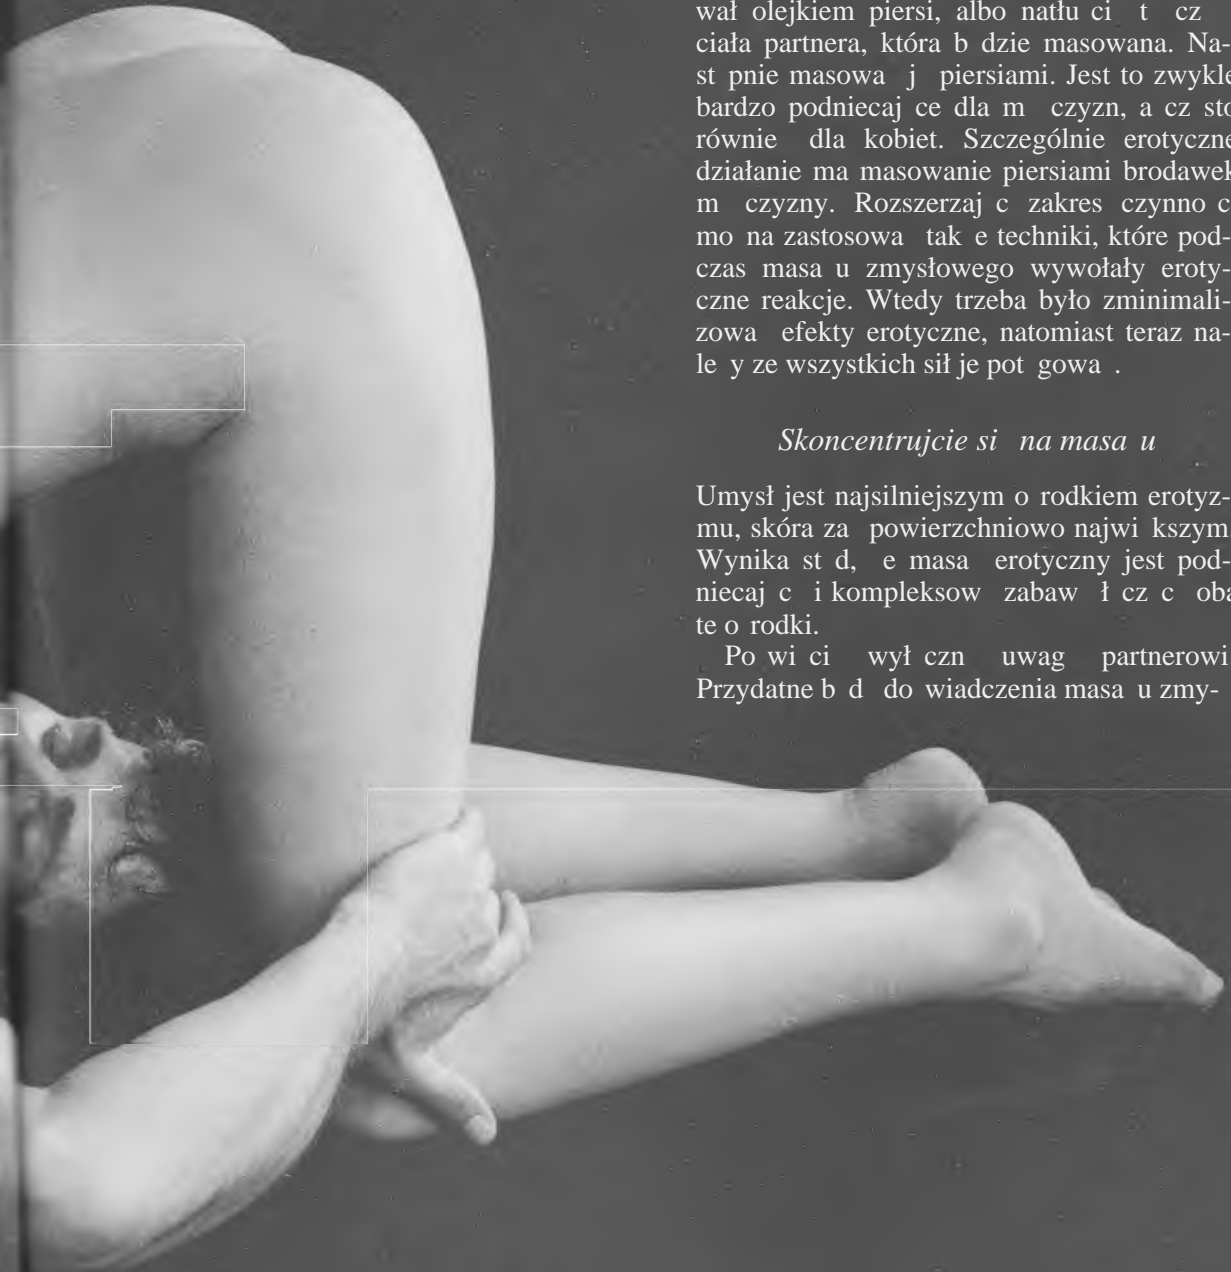 wał olejkiem piersi, albo natłu ci t cz
ciała partnera, która b dzie masowana. Na-
st pnie masowa j piersiami. Jest to zwykle
bardzo podniecaj ce dla m czyzn, a cz sto
równie dla kobiet. Szczególnie erotyczne
działanie ma masowanie piersiami brodawek
m czyzny. Rozszerzaj c zakres czynno c
mo na zastosowa tak e techniki, które pod-
czas masa u zmysłowego wywołały eroty-
czne reakcje. Wtedy trzeba było zminimali-
zowa efekty erotyczne, natomiast teraz na-
le y ze wszystkich sił je pot gowa .
Skoncentrujcie si na masa u
Umysł jest najsilniejszym o rodkiem erotyz-
mu, skóra za powierzchniowo najwi kszym.
Wynika st d, e masa erotyczny jest pod-
niecaj c i kompleksow zabaw ł cz c oba
te o rodki.
Po wi ci wył czn uwag partnerowi
Przydatne b d do wiadczenia masa u zmy-